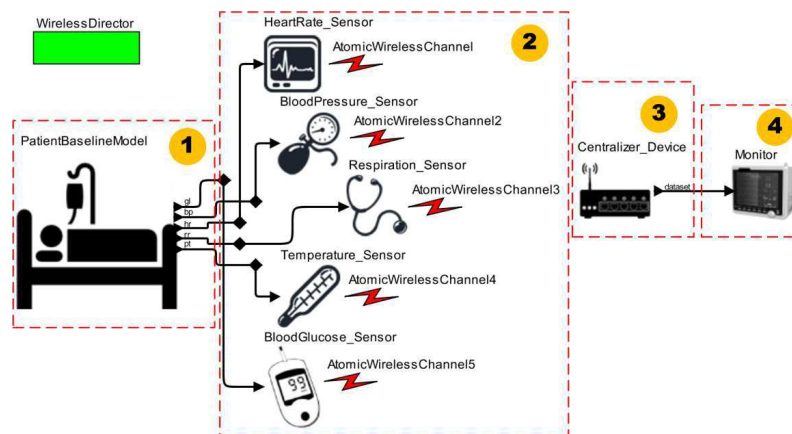 WirelessDirector
HeartRate_Sensor
2
AtomicWirelessChannel
BloodPressure_Sensor
AtomicWirelessChannel2
PatientBaselineModel
1
Respiration_Sensor
AtomicWirelessChannel3
3
Centralizer_Device
4
Monitor
gl
bp
hr
rr
pt
dataset
Temperature_Sensor
AtomicWirelessChannel4
BloodGlucose_Sensor
AtomicWirelessChannel5
99